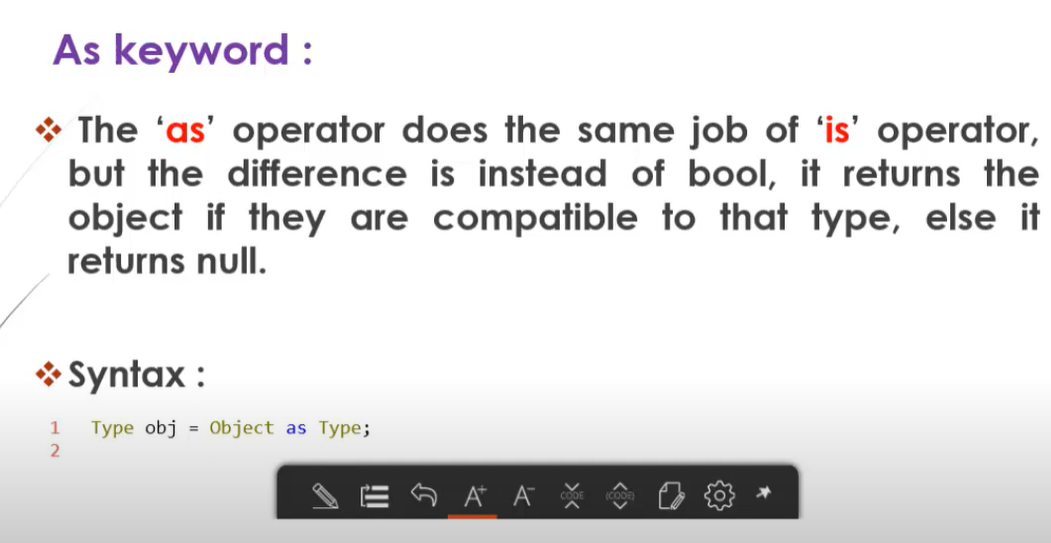 As keyword :
The ‘as’ operator does the same job of ‘is’ operator,
but the difference is instead of bool, it returns the
object if they are compatible to that type, else it
returns null.
Syntax :
1 Type obj = Object as Type;
2
A+ A- CODE (CODE)